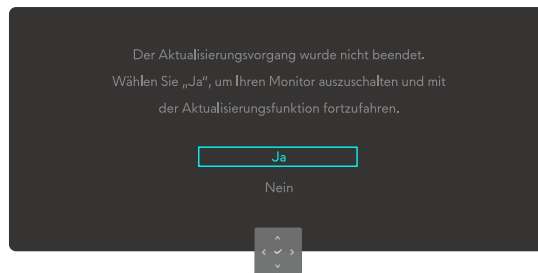 Der Aktualisierungsvorgang wurde nicht beendet.
Wählen Sie „Ja“, um Ihren Monitor auszuschalten und mit
der Aktualisierungsfunktion fortzufahren.
Ja
Nein